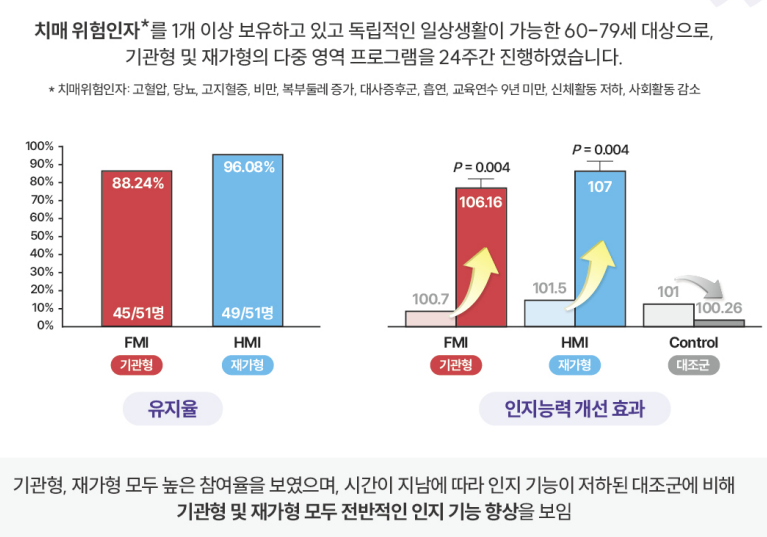 치매 위험인자*를 1개 이상 보유하고 있고 독립적인 일상생활이 가능한 60-79세 대상으로,
기관형 및 재가형의 다중 영역 프로그램을 24주간 진행하였습니다.
* 치매위험인자: 고혈압, 당뇨, 고지혈증, 비만, 복부둘레 증가, 대사증후군, 흡연, 교육연수 9년 미만, 신체활동 저하, 사회활동 감소
100%
90%
80%
70%
60%
50%
40%
30%
20%
10%
0%
88.24%
96.08%
45/51명
49/51명
FMI
HMI
기관형
재가형
유지율
P = 0.004
P = 0.004
106.16
107
100.7
101.5
101
100.26
FMI
HMI
Control
기관형
재가형
대조군
인지능력 개선 효과
기관형, 재가형 모두 높은 참여율을 보였으며, 시간이 지남에 따라 인지 기능이 저하된 대조군에 비해
기관형 및 재가형 모두 전반적인 인지 기능 향상을 보임